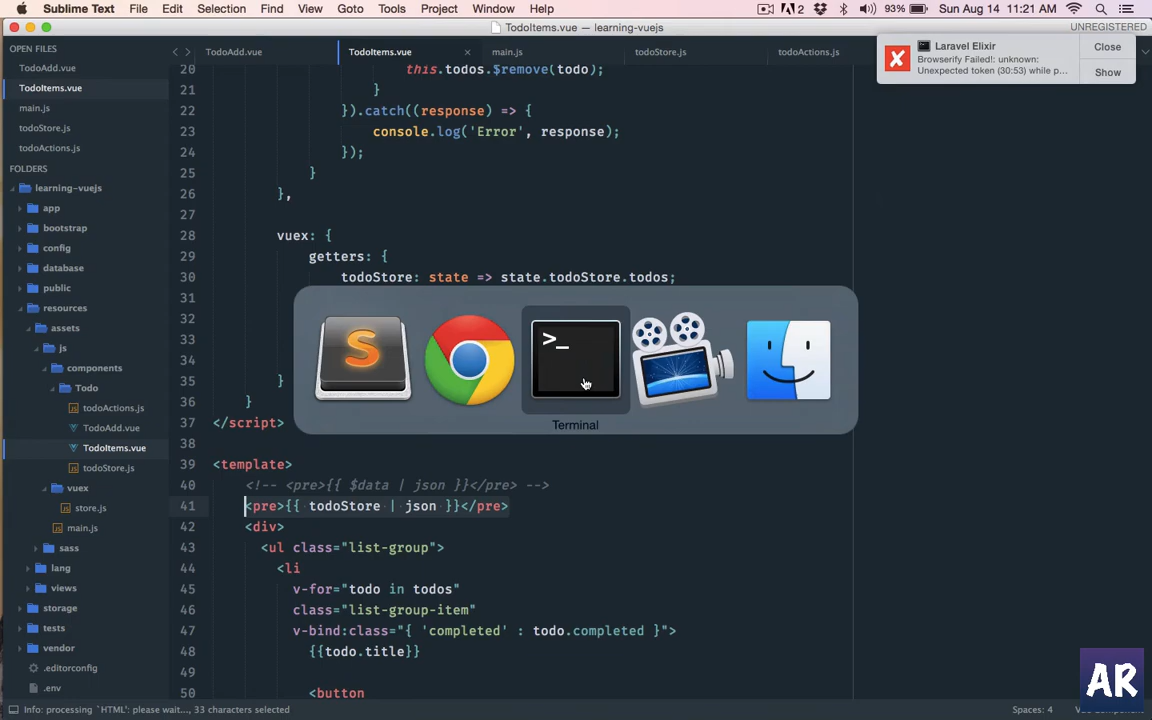 Sublime Text File Edit Selection Find View Goto Tools Project Window Help 2 93% Sun Aug 14 11:21 AM
TodoItems.vue — learning-vuejs UNREGISTERED
OPEN FILES
TodoAdd.vue
TodoItems.vue
main.js
todoStore.js
todoActions.js
FOLDERS
learning-vuejs
app
bootstrap
config
database
public
resources
assets
js
components
Todo
todoActions.js
TodoAdd.vue
TodoItems.vue
todoStore.js
vuex
store.js
main.js
sass
lang
views
storage
tests
vendor
.editorconfig
.env
TodoAdd.vue TodoItems.vue × main.js todoStore.js todoActions.js
Laravel Elixir
Browserify Failed!: unknown:
Unexpected token (30:53) while p...
Close
Show
20 this.todos.$remove(todo);
21 }
22 }).catch((response) => {
23 console.log('Error', response);
24 });
25 }
26 },
27
28 vuex: {
29 getters: {
30 todoStore: state => state.todoStore.todos;
31
32
33
34
35 }
36 }
37 </script>
38
39 <template>
40 <!-- <pre>{{ $data | json }}</pre> -->
41 <pre>{{ todoStore | json }}</pre>
42 <div>
43 <ul class="list-group">
44 <li
45 v-for="todo in todos"
46 class="list-group-item"
47 v-bind:class="{ 'completed' : todo.completed }">
48 {{todo.title}}
49
50 <button
S
>_
Terminal
Info: processing `HTML': please wait..., 33 characters selected
Spaces: 4
AR